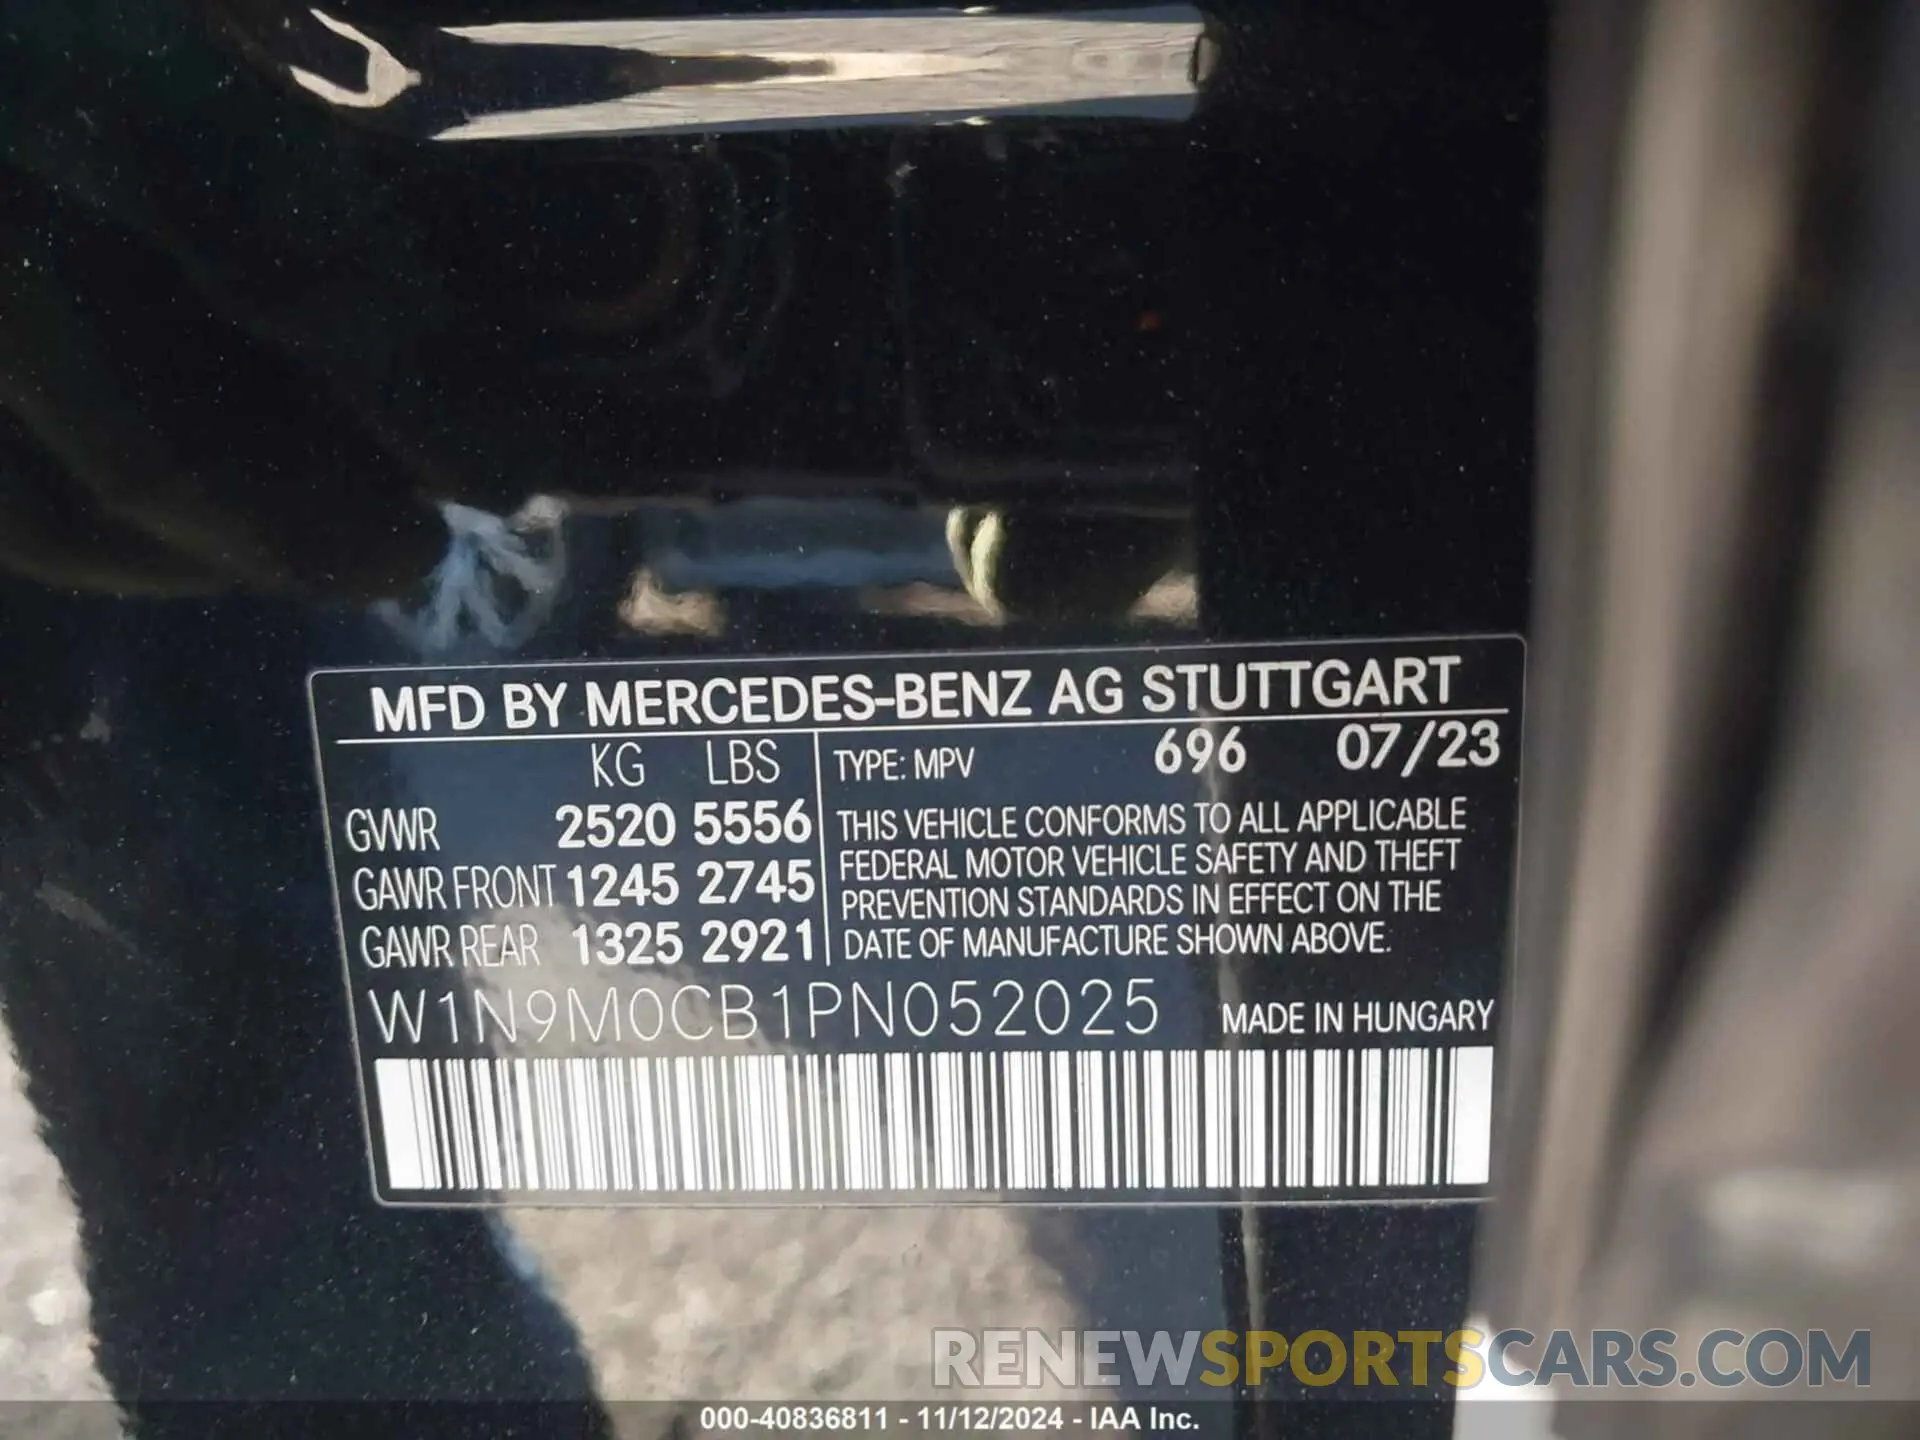 MFD BY MERCEDES-BENZ AG STUTTGART
KG LBS
GVWR 2520 5556
GAWR FRONT 1245 2745
GAWR REAR 1325 2921
TYPE: MPV 696 07/23
THIS VEHICLE CONFORMS TO ALL APPLICABLE
FEDERAL MOTOR VEHICLE SAFETY AND THEFT
PREVENTION STANDARDS IN EFFECT ON THE
DATE OF MANUFACTURE SHOWN ABOVE.
W1N9M0CB1PN052025 MADE IN HUNGARY
RENEWSPORTSCARS.COM
000-40836811 - 11/12/2024 - IAA Inc.